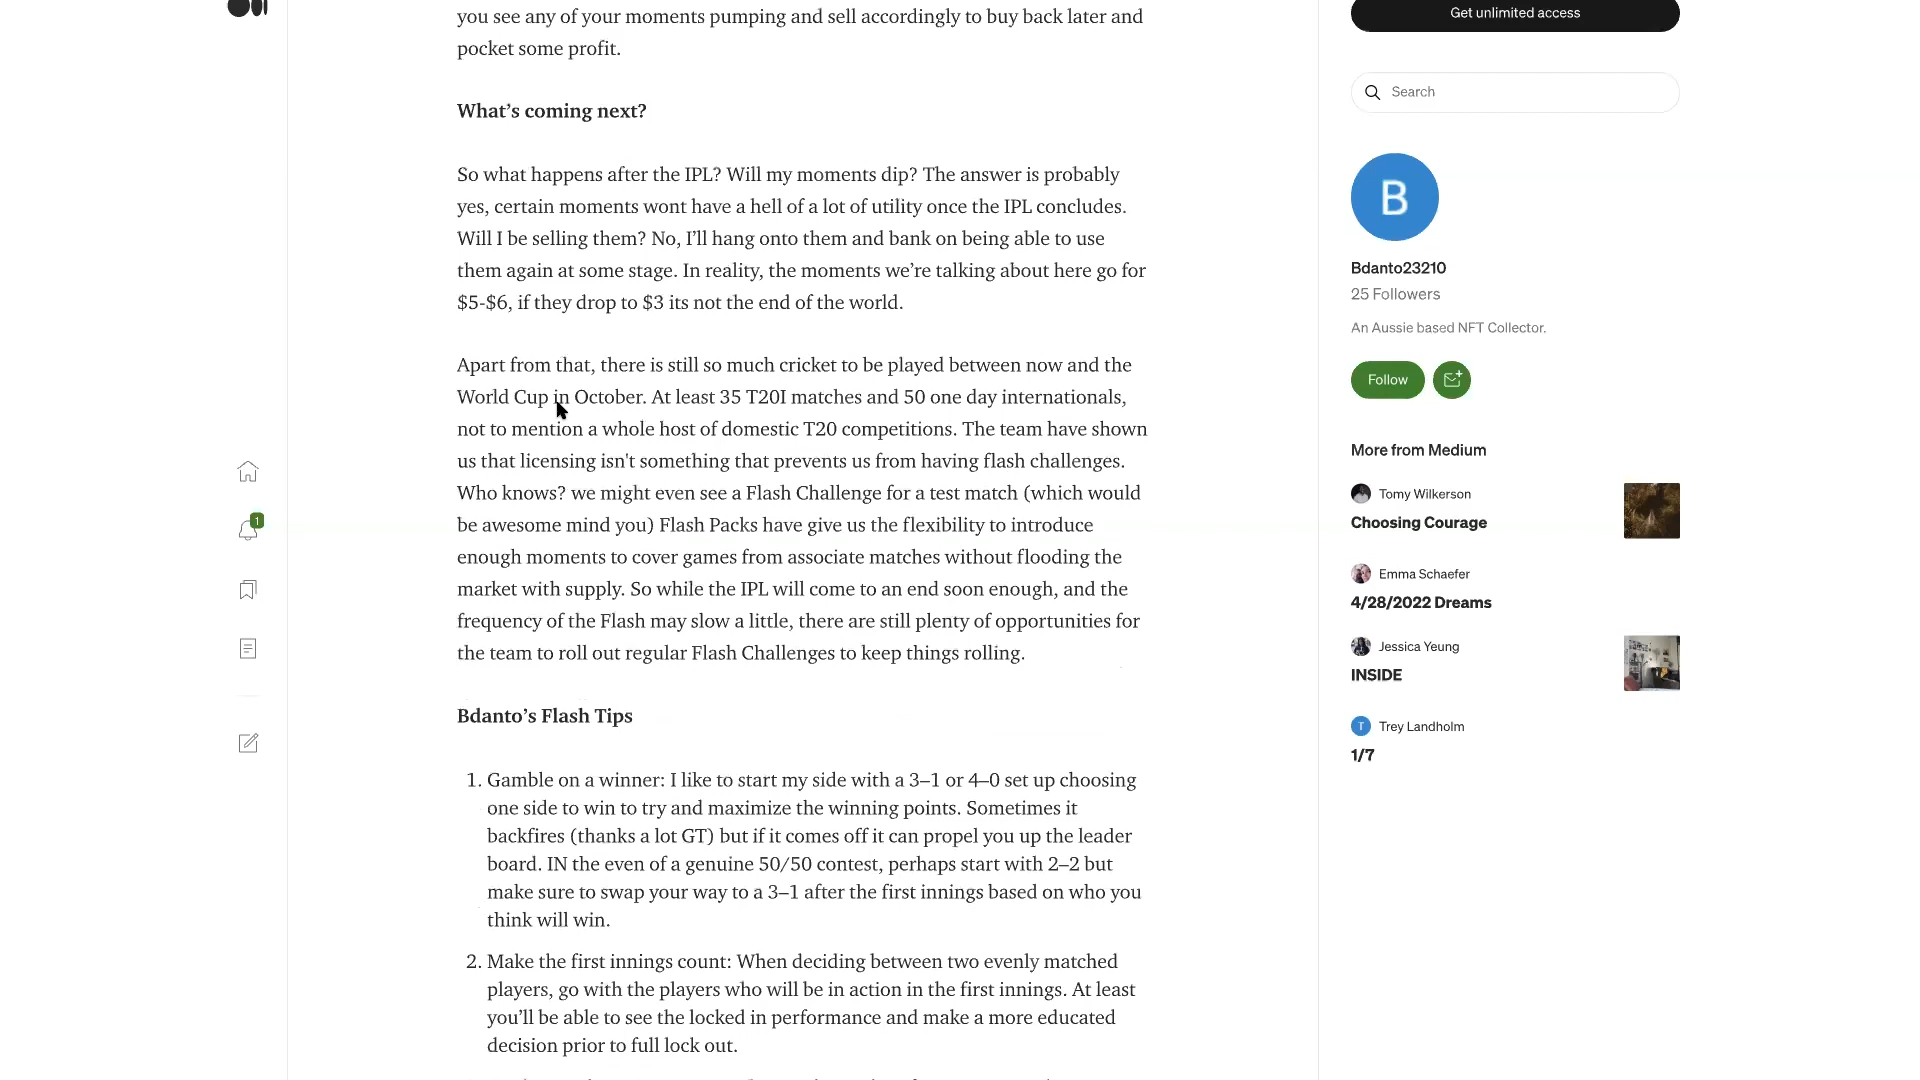 you see any of your moments pumping and sell accordingly to buy back later and
pocket some profit.
What’s coming next?
So what happens after the IPL? Will my moments dip? The answer is probably
yes, certain moments wont have a hell of a lot of utility once the IPL concludes.
Will I be selling them? No, I’ll hang onto them and bank on being able to use
them again at some stage. In reality, the moments we’re talking about here go for
$5-$6, if they drop to $3 its not the end of the world.
Apart from that, there is still so much cricket to be played between now and the
World Cup in October. At least 35 T20I matches and 50 one day internationals,
not to mention a whole host of domestic T20 competitions. The team have shown
us that licensing isn't something that prevents us from having flash challenges.
Who knows? we might even see a Flash Challenge for a test match (which would
be awesome mind you) Flash Packs have give us the flexibility to introduce
enough moments to cover games from associate matches without flooding the
market with supply. So while the IPL will come to an end soon enough, and the
frequency of the Flash may slow a little, there are still plenty of opportunities for
the team to roll out regular Flash Challenges to keep things rolling.
Bdanto’s Flash Tips
1. Gamble on a winner: I like to start my side with a 3–1 or 4–0 set up choosing
one side to win to try and maximize the winning points. Sometimes it
backfires (thanks a lot GT) but if it comes off it can propel you up the leader
board. IN the even of a genuine 50/50 contest, perhaps start with 2–2 but
make sure to swap your way to a 3–1 after the first innings based on who you
think will win.
2. Make the first innings count: When deciding between two evenly matched
players, go with the players who will be in action in the first innings. At least
you’ll be able to see the locked in performance and make a more educated
decision prior to full lock out.
Get unlimited access
Search
B
Bdanto23210
25 Followers
An Aussie based NFT Collector.
Follow
More from Medium
Tomy Wilkerson
Choosing Courage
Emma Schaefer
4/28/2022 Dreams
Jessica Yeung
INSIDE
T Trey Landholm
1/7
1